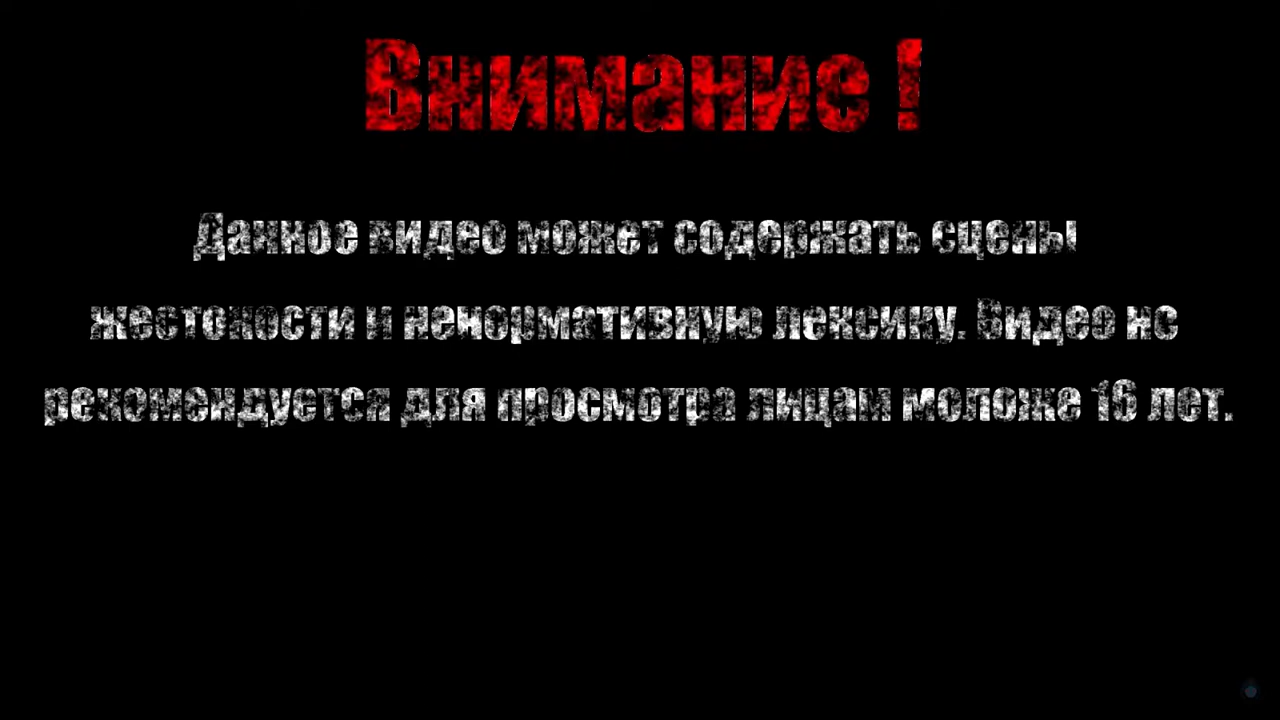 Внимание !
Данное видео может содержать сцены
жестокости и ненормативную лексику. Видео не
рекомендуется для просмотра лицам моложе 16 лет.